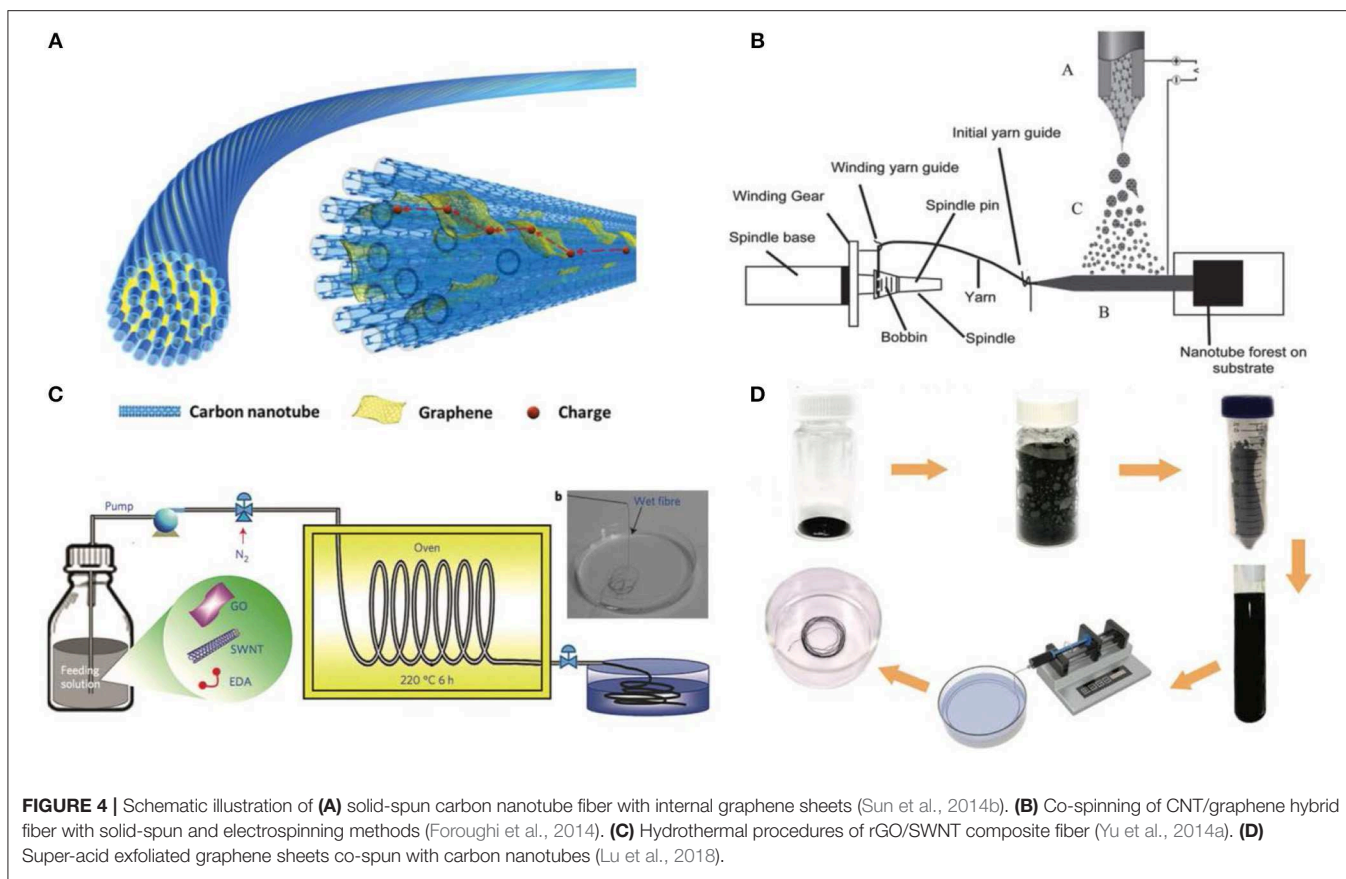 A
Carbon nanotube
Graphene
Charge
B
A
Initial yarn guide
Winding yarn guide
C
Winding Gear
Spindle pin
Spindle base
Yarn
B
Bobbin
Spindle
Nanotube forest on
substrate
C
Pump
N₂
Oven
b
Wet fibre
GO
SWNT
Feeding
solution
EDA
220 °C 6 h
D
FIGURE 4 | Schematic illustration of (A) solid-spun carbon nanotube fiber with internal graphene sheets (Sun et al., 2014b). (B) Co-spinning of CNT/graphene hybrid
fiber with solid-spun and electrospinning methods (Foroughi et al., 2014). (C) Hydrothermal procedures of rGO/SWNT composite fiber (Yu et al., 2014a). (D)
Super-acid exfoliated graphene sheets co-spun with carbon nanotubes (Lu et al., 2018).